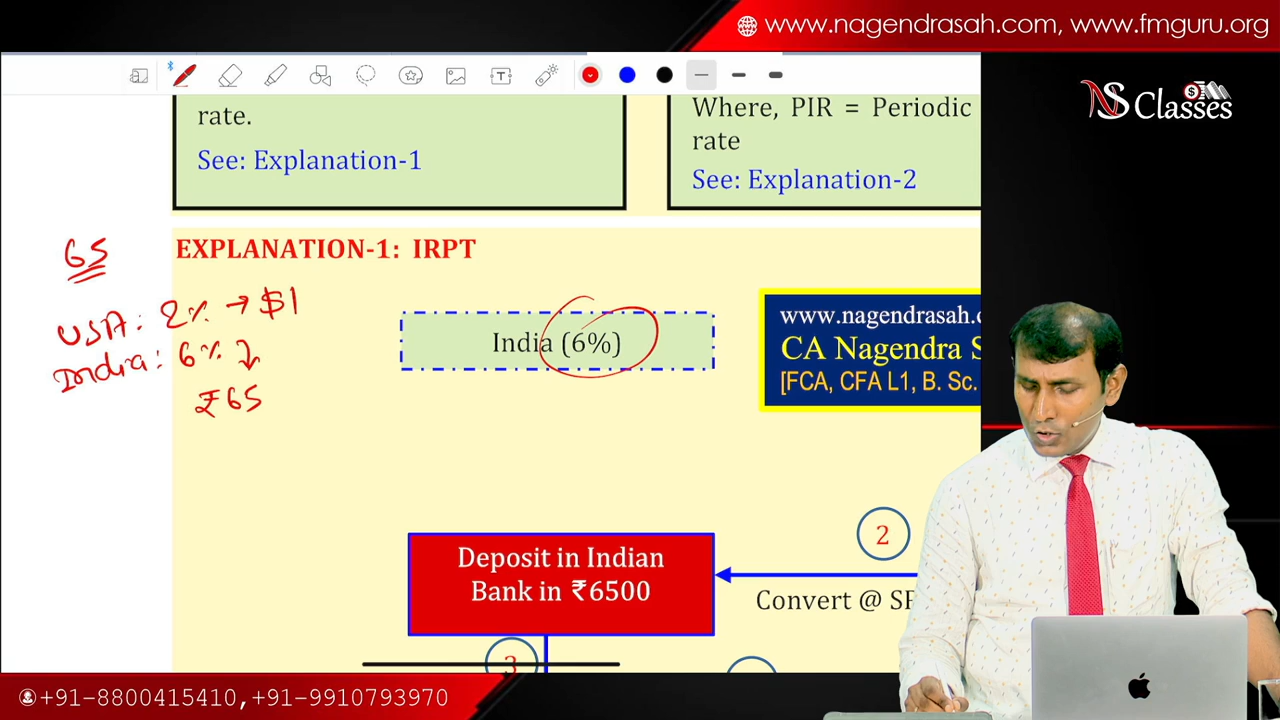 www.nagendrasah.com, www.fmguru.org
NS Classes
rate.
See: Explanation-1
Where, PIR = Periodic
rate
See: Explanation-2
65
EXPLANATION-1: IRPT
USA: 2% → $1
India: 6%
₹65
India (6%)
www.nagendrasah.c
CA Nagendra S
[FCA, CFA L1, B. Sc.
2
Deposit in Indian
Bank in ₹6500
Convert @ SP
3
+91-8800415410,+91-9910793970